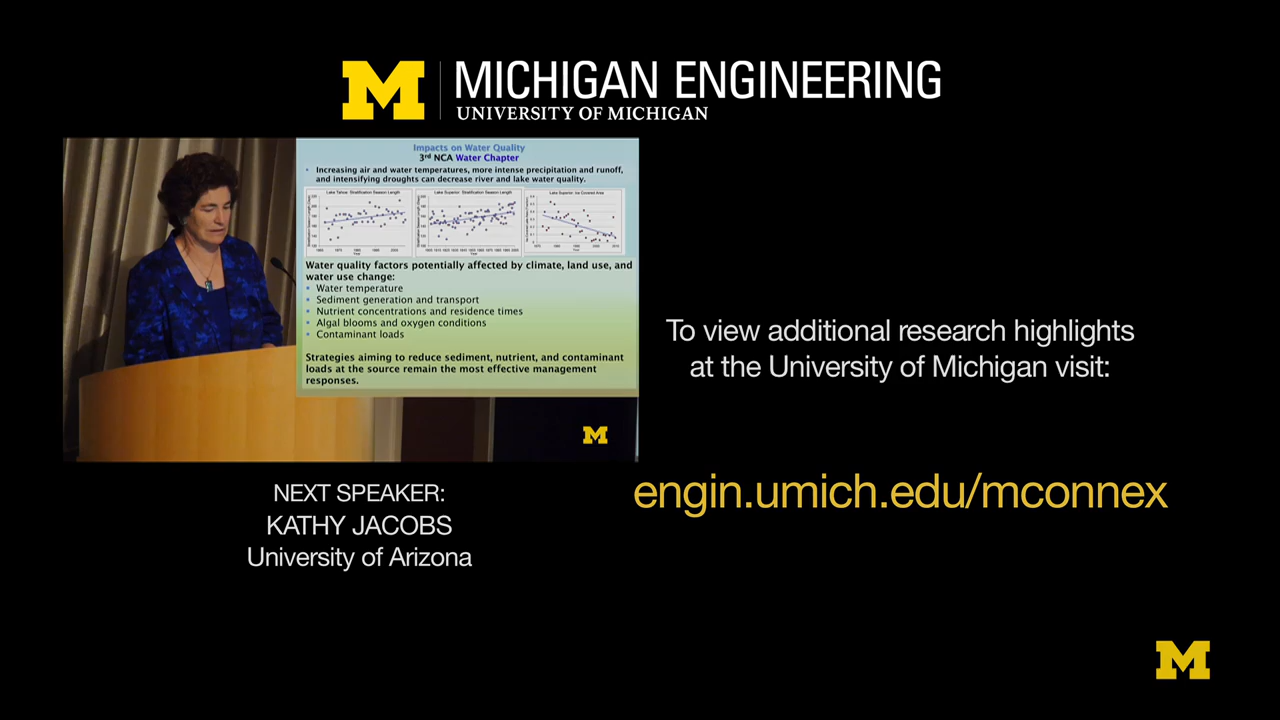 M
MICHIGAN ENGINEERING
UNIVERSITY OF MICHIGAN
Impacts on Water Quality
3rd NCA Water Chapter
• Increasing air and water temperatures, more intense precipitation and runoff,
and intensifying droughts can decrease river and lake water quality.
Lake Tahoe: Stratification Season Length
Lake Superior: Stratification Season Length
Lake Superior: Ice Covered Area
Year
Year
Year
Water quality factors potentially affected by climate, land use, and
water use change:
• Water temperature
• Sediment generation and transport
• Nutrient concentrations and residence times
• Algal blooms and oxygen conditions
• Contaminant loads
Strategies aiming to reduce sediment, nutrient, and contaminant
loads at the source remain the most effective management
responses.
M
NEXT SPEAKER:
KATHY JACOBS
University of Arizona
To view additional research highlights
at the University of Michigan visit:
engin.umich.edu/mconnex
M